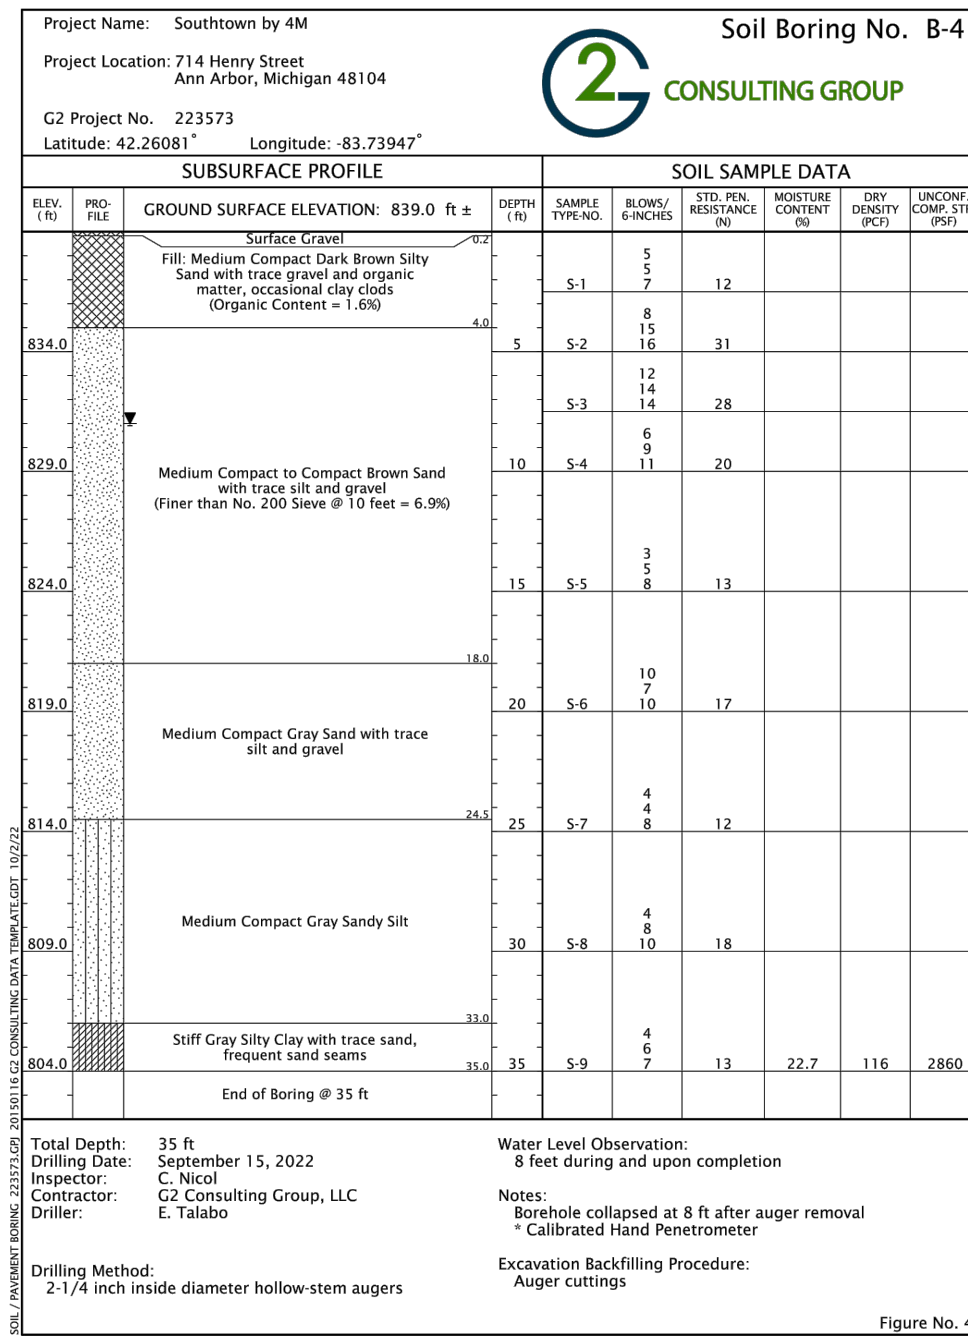 Project Name: Southtown by 4M
Project Location: 714 Henry Street
Ann Arbor, Michigan 48104
G2 Project No. 223573
Latitude: 42.26081° Longitude: -83.73947°
G2 CONSULTING GROUP
Soil Boring No. B-4
SUBSURFACE PROFILE
SOIL SAMPLE DATA
ELEV. (ft)
PRO-FILE
GROUND SURFACE ELEVATION: 839.0 ft ±
DEPTH (ft)
SAMPLE TYPE-NO.
BLOWS/ 6-INCHES
STD. PEN. RESISTANCE (N)
MOISTURE CONTENT (%)
DRY DENSITY (PCF)
UNCONF. COMP. ST (PSF)
Surface Gravel 0.2
Fill: Medium Compact Dark Brown Silty
Sand with trace gravel and organic
matter, occasional clay clods
(Organic Content = 1.6%)
4.0
5
5
S-1 7 12
8
15
834.0 5 S-2 16 31
12
14
S-3 14 28
6
9
829.0 10 S-4 11 20
Medium Compact to Compact Brown Sand
with trace silt and gravel
(Finer than No. 200 Sieve @ 10 feet = 6.9%)
3
5
824.0 15 S-5 8 13
18.0
10
7
819.0 20 S-6 10 17
Medium Compact Gray Sand with trace
silt and gravel
24.5
4
4
814.0 25 S-7 8 12
Medium Compact Gray Sandy Silt
4
8
809.0 30 S-8 10 18
33.0
Stiff Gray Silty Clay with trace sand,
frequent sand seams
35.0
4
6
804.0 35 S-9 7 13 22.7 116 2860
End of Boring @ 35 ft
Total Depth: 35 ft
Drilling Date: September 15, 2022
Inspector: C. Nicol
Contractor: G2 Consulting Group, LLC
Driller: E. Talabo
Drilling Method:
2-1/4 inch inside diameter hollow-stem augers
Water Level Observation:
8 feet during and upon completion
Notes:
Borehole collapsed at 8 ft after auger removal
* Calibrated Hand Penetrometer
Excavation Backfilling Procedure:
Auger cuttings
Figure No. 4
SOIL / PAVEMENT BORING 223573.GPJ 20150116 G2 CONSULTING DATA TEMPLATE.GDT 10/2/22